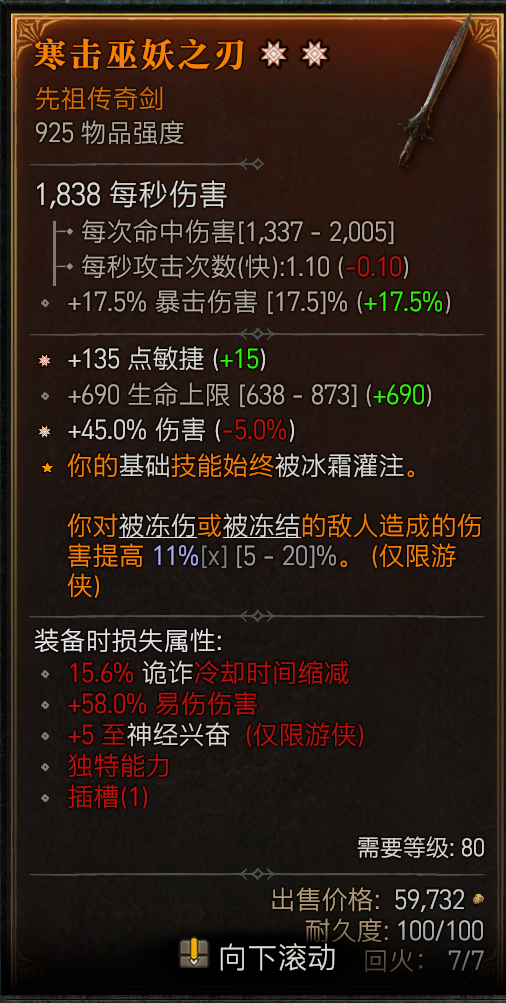 寒击巫妖之刃
先祖传奇剑
925 物品强度
1,838 每秒伤害
每次命中伤害[1,337 - 2,005]
每秒攻击次数(快):1.10 (-0.10)
+17.5% 暴击伤害 [17.5]% (+17.5%)
+135 点敏捷 (+15)
+690 生命上限 [638 - 873] (+690)
+45.0% 伤害 (-5.0%)
你的基础技能始终被冰霜灌注。
你对被冻伤或被冻结的敌人造成的伤
害提高 11%[x] [5 - 20]%。 (仅限游
侠)
装备时损失属性:
15.6% 诡诈冷却时间缩减
+58.0% 易伤伤害
+5 至神经兴奋 (仅限游侠)
独特能力
插槽(1)
需要等级: 80
出售价格: 59,732
耐久度: 100/100
向下滚动 回火: 7/7